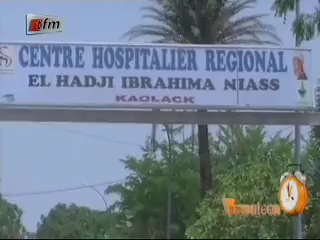 tfm
CENTRE HOSPITALIER REGIONAL
EL HADJI IBRAHIMA NIASS
KAOLACK